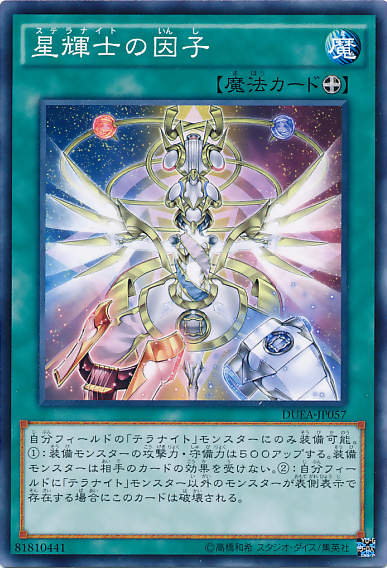 ステラナイト いんし
星輝士の因子
魔
【魔法カード】
DUEA-JP057
自分フィールドの「テラナイト」モンスターにのみ装備可能。
①：装備モンスターの攻撃力・守備力は５００アップする。装備
モンスターは相手のカードの効果を受けない。②：自分フィー
ルドに「テラナイト」モンスター以外のモンスターが表側表示で
存在する場合にこのカードは破壊される。
81810441
©高橋和希 スタジオ・ダイス/集英社